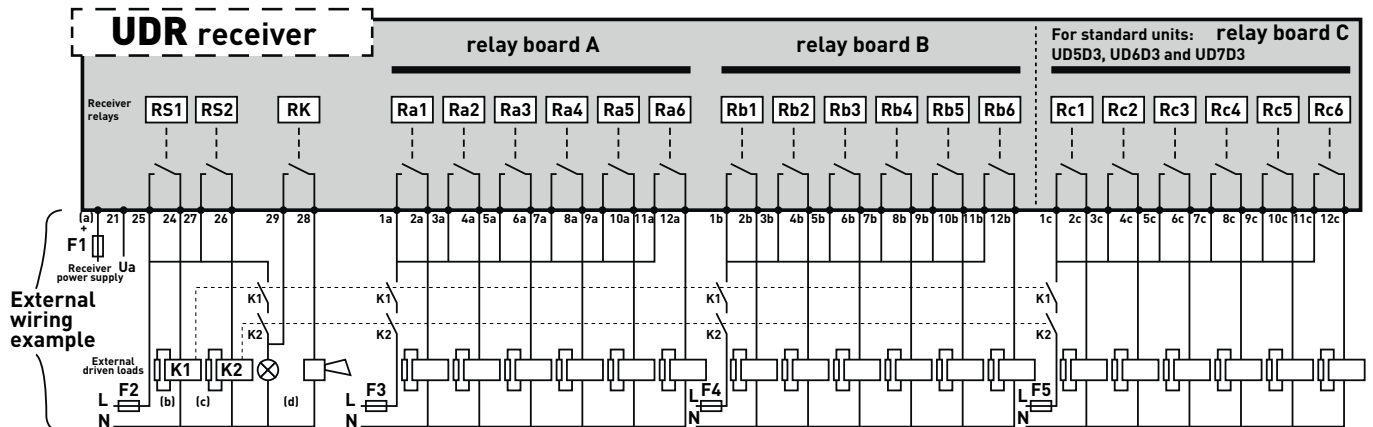 UDR receiver
relay board A
relay board B
For standard units: relay board C
UD5D3, UD6D3 and UD7D3
Receiver
relays
RS1 RS2 RK Ra1 Ra2 Ra3 Ra4 Ra5 Ra6 Rb1 Rb2 Rb3 Rb4 Rb5 Rb6 Rc1 Rc2 Rc3 Rc4 Rc5 Rc6
(a) 21 25 24 27 26 29 28 1a 2a 3a 4a 5a 6a 7a 8a 9a 10a 11a 12a 1b 2b 3b 4b 5b 6b 7b 8b 9b 10b 11b 12b 1c 2c 3c 4c 5c 6c 7c 8c 9c 10c 11c 12c
+
F1
Receiver
power supply
Ua
External
wiring
example
K1 K1 K1 K1
K2 K2 K2 K2
External
driven loads
K1 K2
F2 (b) (c) (d) F3 F4 F5
L L L L
N N N N